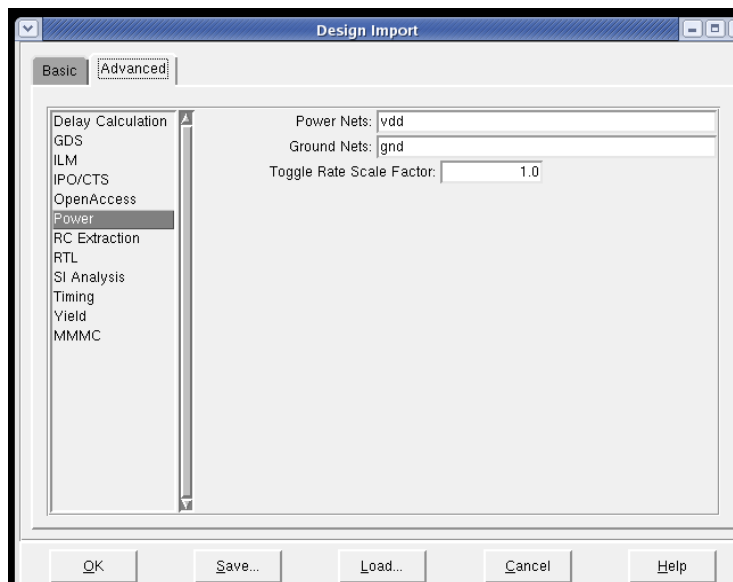 Design Import
Basic
Advanced
Delay Calculation
GDS
ILM
IPO/CTS
OpenAccess
Power
RC Extraction
RTL
SI Analysis
Timing
Yield
MMMC
Power Nets: vdd
Ground Nets: gnd
Toggle Rate Scale Factor: 1.0
OK Save... Load... Cancel Help